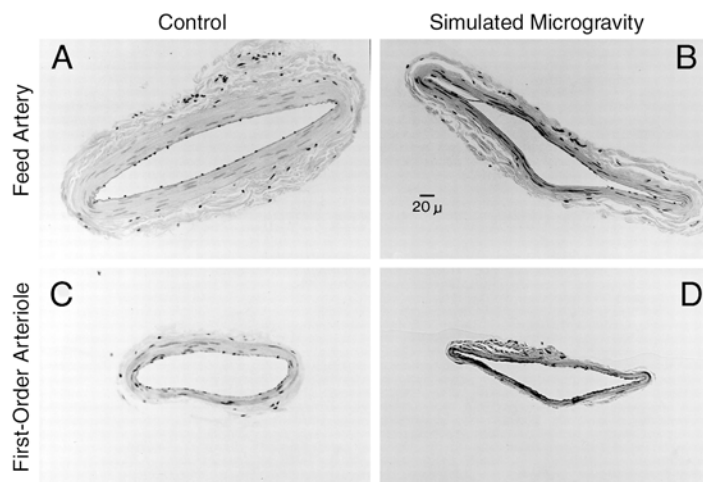 Control
Simulated Microgravity
Feed Artery
A
B
20 μ
First-Order Arteriole
C
D